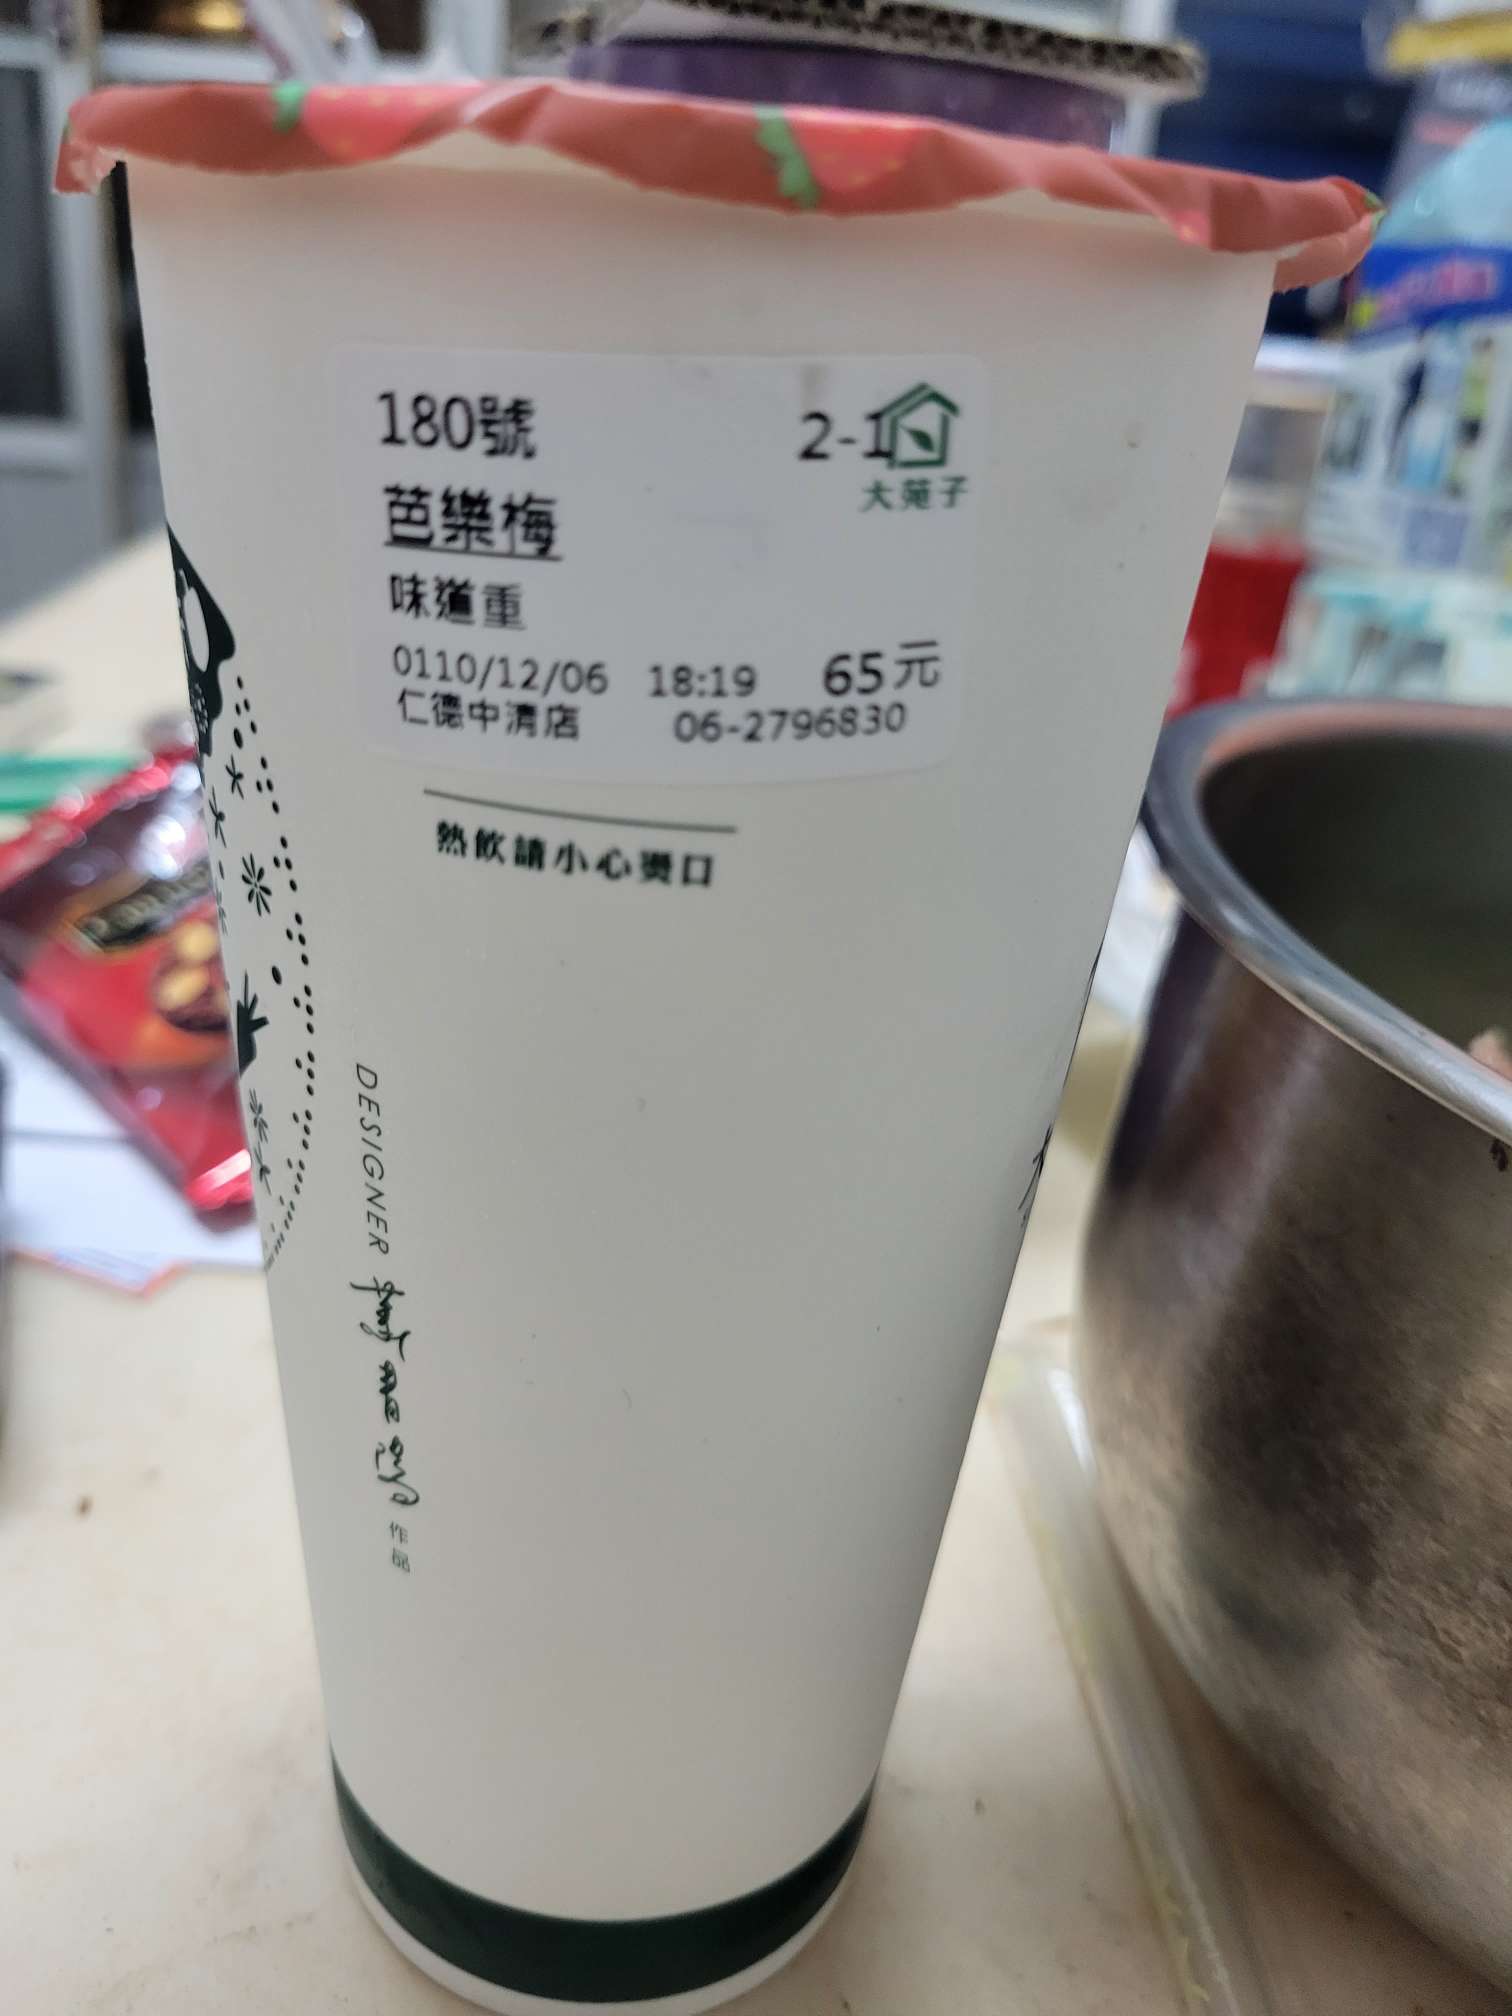 180號 2-1
大苑子
芭樂梅
味道重
0110/12/06 18:19 65元
仁德中清店 06-2796830
熱飲請小心燙口
DESIGNER
作品